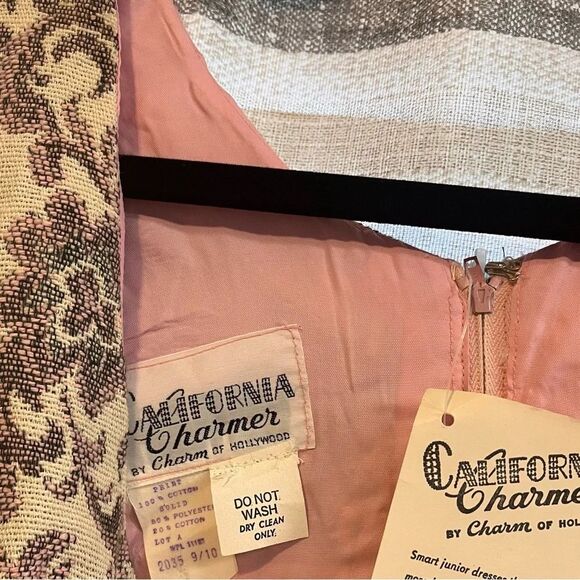 CALIFORNIA
Charmer
BY Charm OF HOLLYWOOD
PRINT
100% COTTON
SOLID
80% POLYESTER
20% COTTON
LOT A
2035 9/10
DO NOT
WASH
DRY CLEAN
ONLY.
CALIFORN
Charmer
BY Charm OF HOL
Smart junior dresses